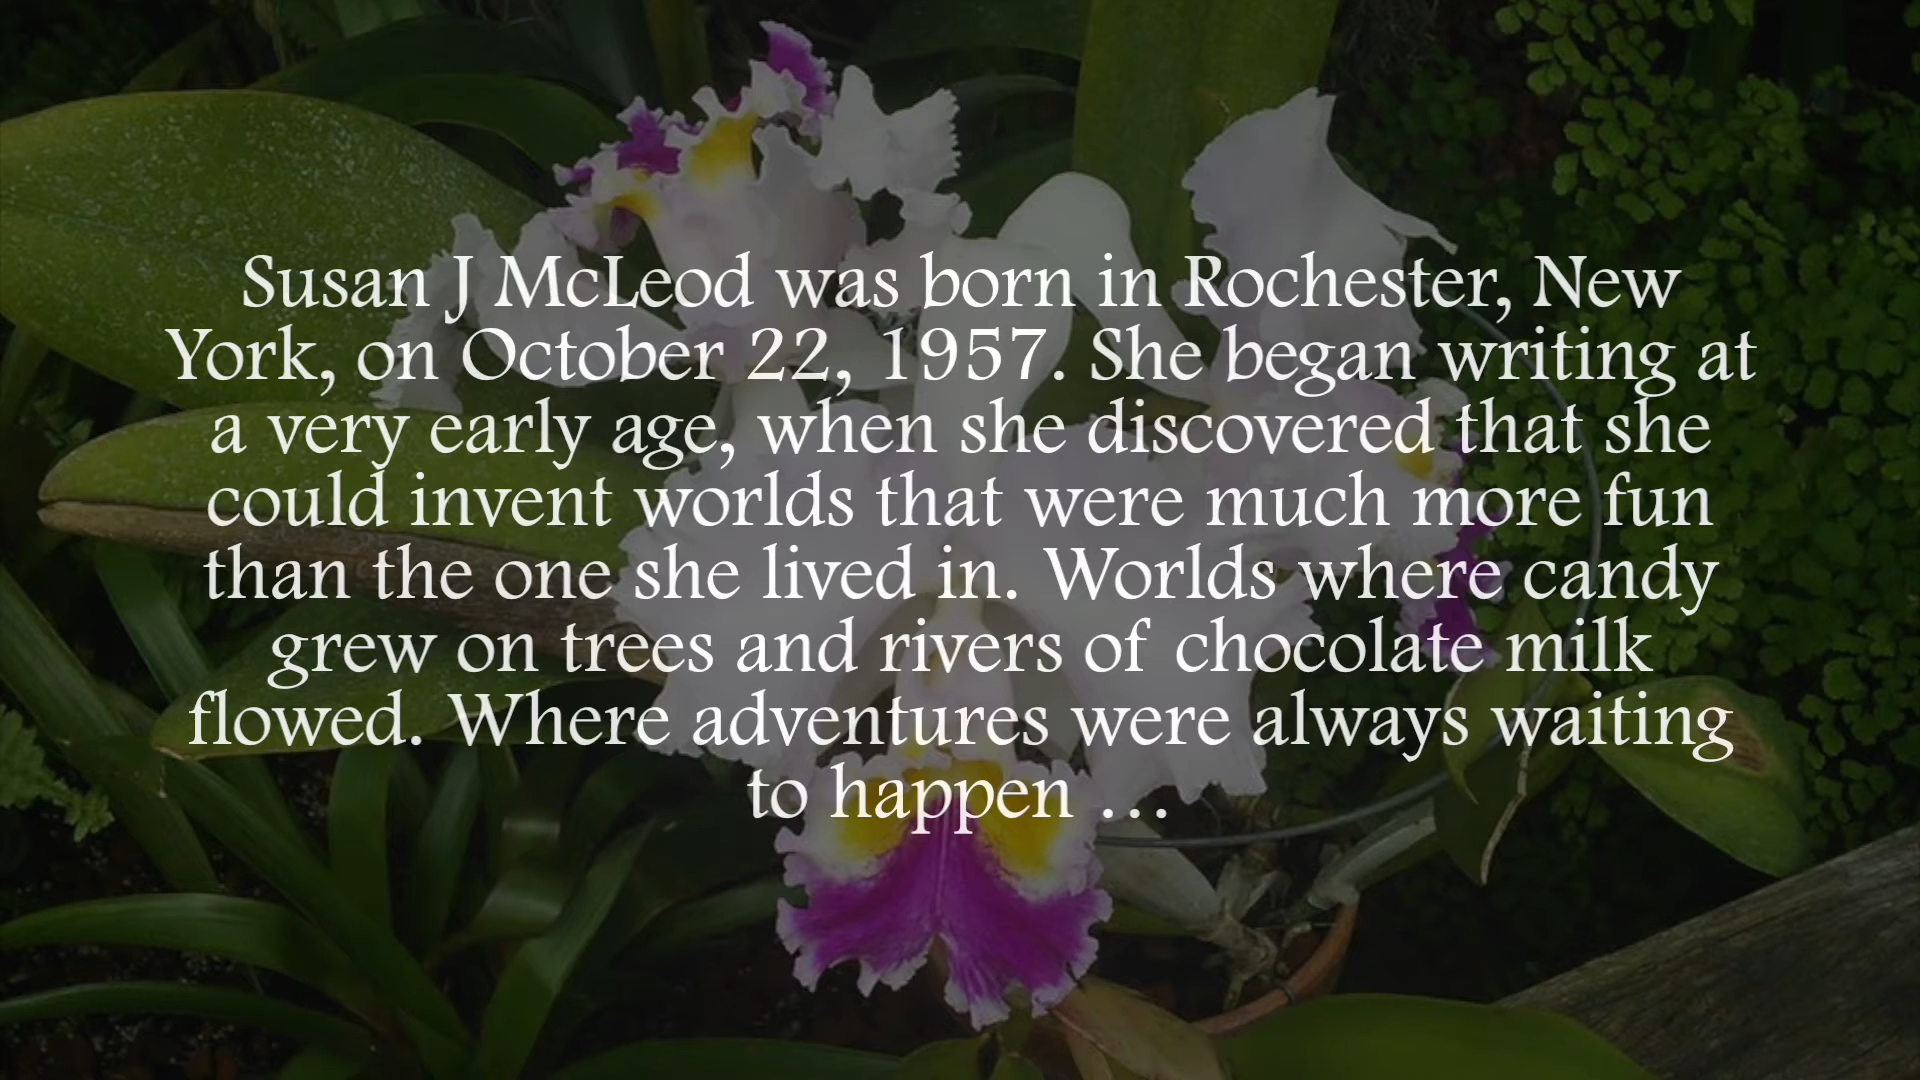 Susan J McLeod was born in Rochester, New
York, on October 22, 1957. She began writing at
a very early age, when she discovered that she
could invent worlds that were much more fun
than the one she lived in. Worlds where candy
grew on trees and rivers of chocolate milk
flowed. Where adventures were always waiting
to happen …